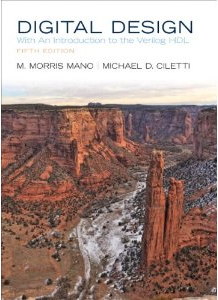 DIGITAL DESIGN
With An Introduction to the Verilog HDL
FIFTH EDITION
M. MORRIS MANO | MICHAEL D. CILETTI